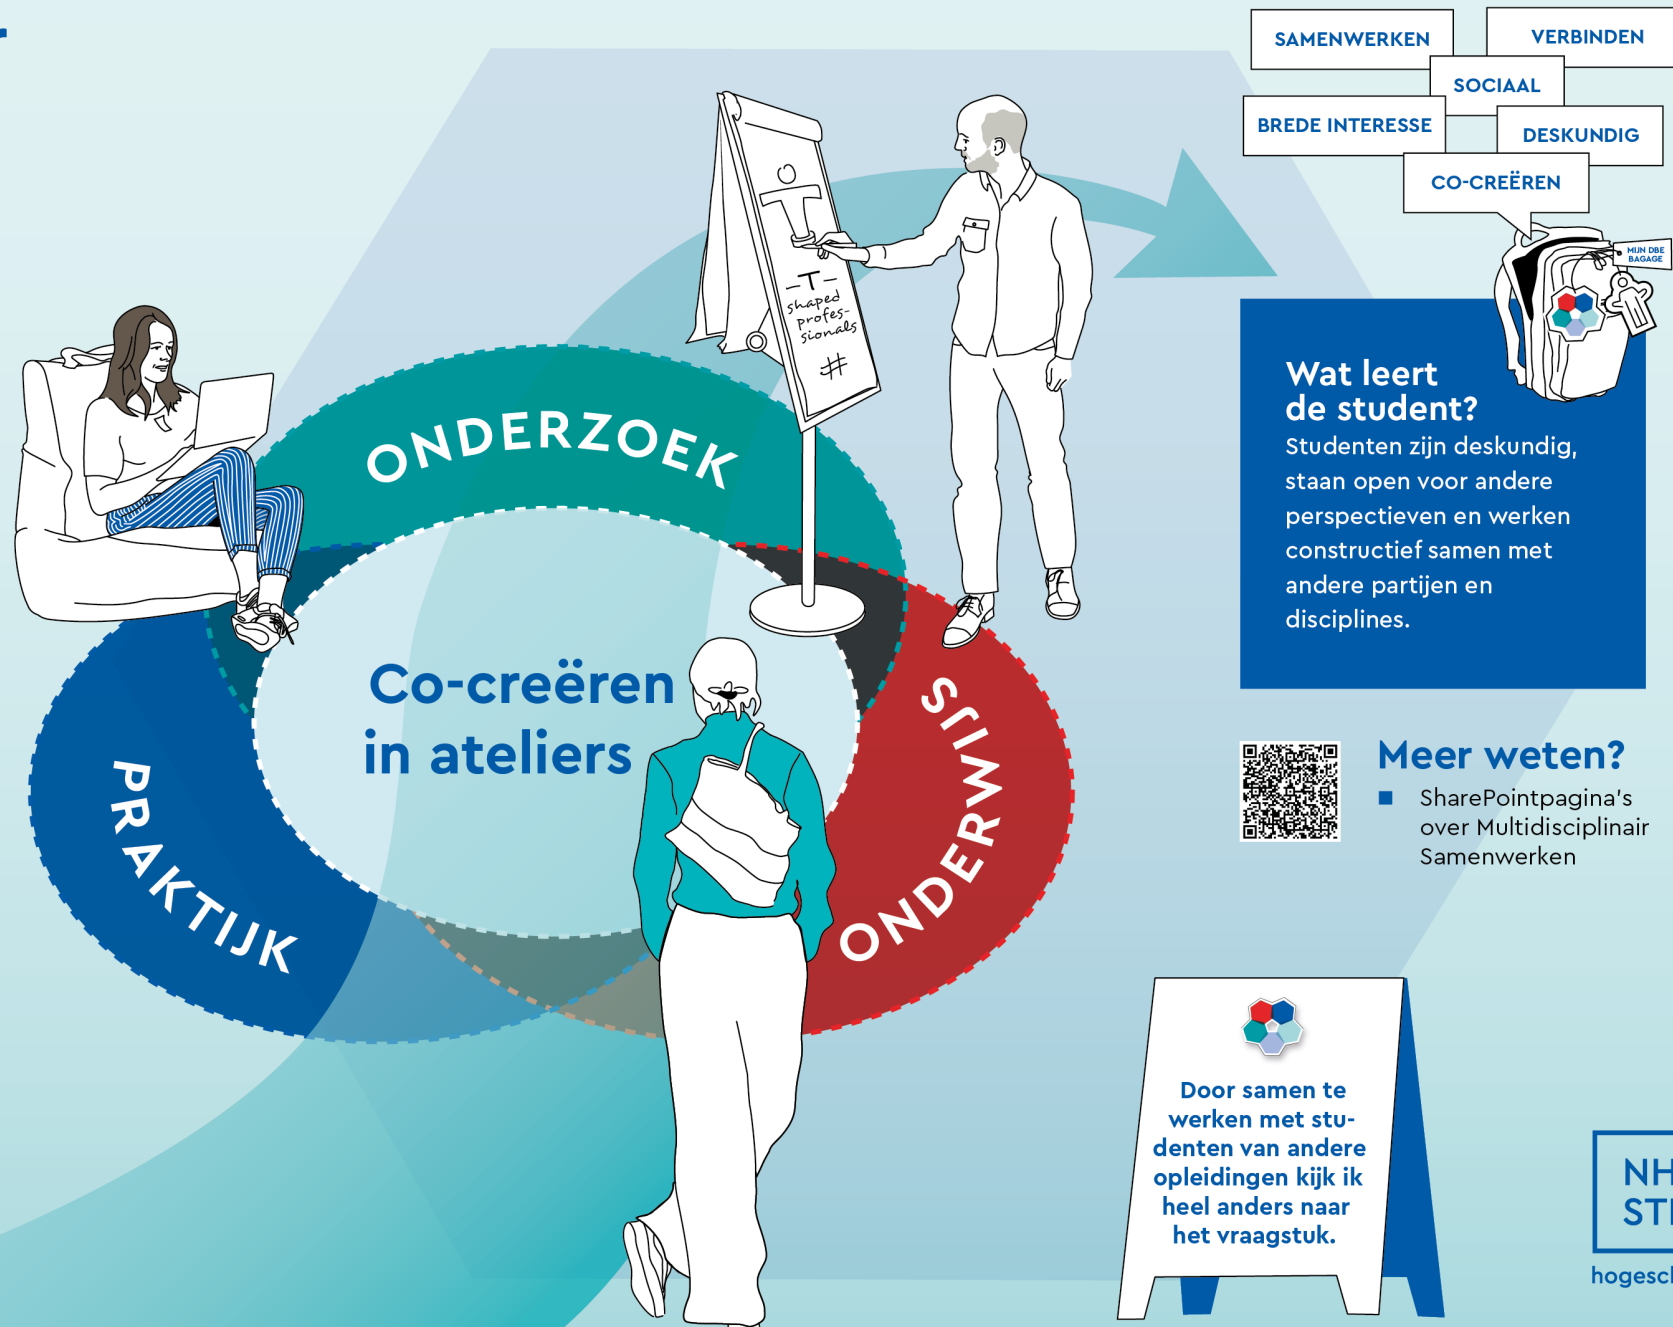 SAMENWERKEN
VERBINDEN
SOCIAAL
BREDE INTERESSE
DESKUNDIG
CO-CREËREN
MIJN DBE
BAGAGE
T
-T-
shaped
profes-
sionals
#
ONDERZOEK
PRAKTIJK
ONDERWIJS
Co-creëren
in ateliers
Wat leert
de student?
Studenten zijn deskundig,
staan open voor andere
perspectieven en werken
constructief samen met
andere partijen en
disciplines.
Meer weten?
SharePointpagina's
over Multidisciplinair
Samenwerken
Door samen te
werken met stu-
denten van andere
opleidingen kijk ik
heel anders naar
het vraagstuk.
NH
ST
hogesc